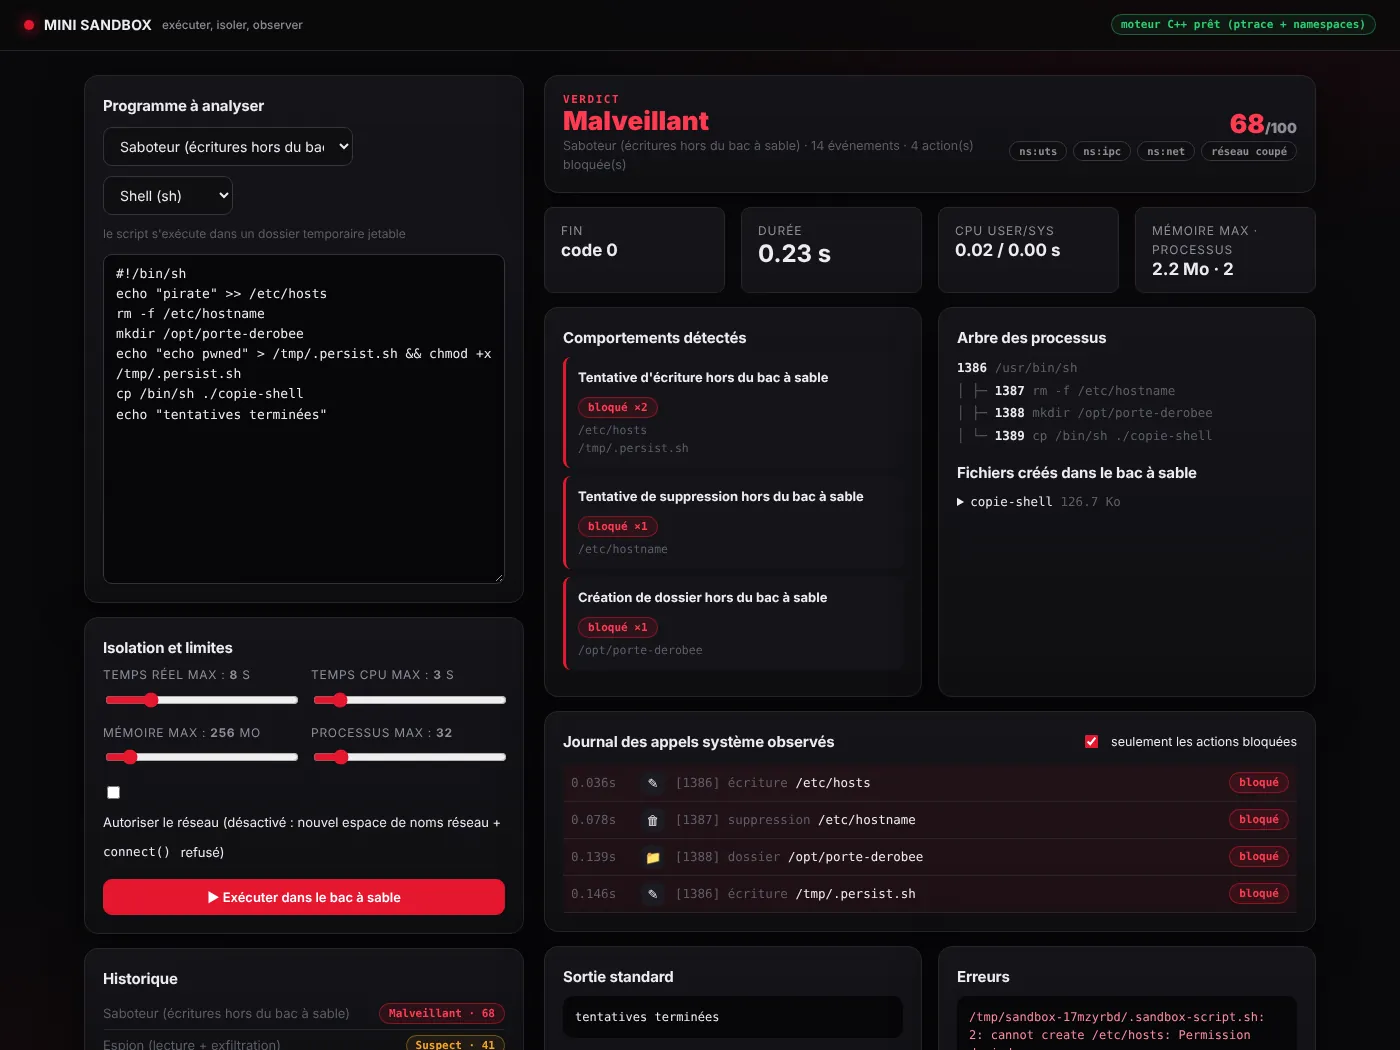 MINI SANDBOX exécuter, isoler, observer
moteur C++ prêt (ptrace + namespaces)
Programme à analyser
Saboteur (écritures hors du ba
Shell (sh)
le script s'exécute dans un dossier temporaire jetable
#!/bin/sh
echo "pirate" >> /etc/hosts
rm -f /etc/hostname
mkdir /opt/porte-derobee
echo "echo pwned" > /tmp/.persist.sh && chmod +x
/tmp/.persist.sh
cp /bin/sh ./copie-shell
echo "tentatives terminées"
Isolation et limites
TEMPS RÉEL MAX : 8 S
TEMPS CPU MAX : 3 S
MÉMOIRE MAX : 256 MO
PROCESSUS MAX : 32
Autoriser le réseau (désactivé : nouvel espace de noms réseau +
connect() refusé)
▶ Exécuter dans le bac à sable
Historique
Saboteur (écritures hors du bac à sable) Malveillant · 68
Espion (lecture + exfiltration) Suspect · 41
VERDICT
Malveillant
Saboteur (écritures hors du bac à sable) · 14 événements · 4 action(s)
bloquée(s)
68/100
ns:uts ns:ipc ns:net réseau coupé
FIN
code 0
DURÉE
0.23 s
CPU USER/SYS
0.02 / 0.00 s
MÉMOIRE MAX ·
PROCESSUS
2.2 Mo · 2
Comportements détectés
Tentative d'écriture hors du bac à sable
bloqué ×2
/etc/hosts
/tmp/.persist.sh
Tentative de suppression hors du bac à sable
bloqué ×1
/etc/hostname
Création de dossier hors du bac à sable
bloqué ×1
/opt/porte-derobee
Arbre des processus
1386 /usr/bin/sh
│ ├─ 1387 rm -f /etc/hostname
│ ├─ 1388 mkdir /opt/porte-derobee
│ └─ 1389 cp /bin/sh ./copie-shell
Fichiers créés dans le bac à sable
▶ copie-shell 126.7 Ko
Journal des appels système observés
seulement les actions bloquées
0.036s ✎ [1386] écriture /etc/hosts bloqué
0.078s 🗑 [1387] suppression /etc/hostname bloqué
0.139s 📁 [1388] dossier /opt/porte-derobee bloqué
0.146s ✎ [1386] écriture /tmp/.persist.sh bloqué
Sortie standard
tentatives terminées
Erreurs
/tmp/sandbox-17mzyrbd/.sandbox-script.sh:
2: cannot create /etc/hosts: Permission